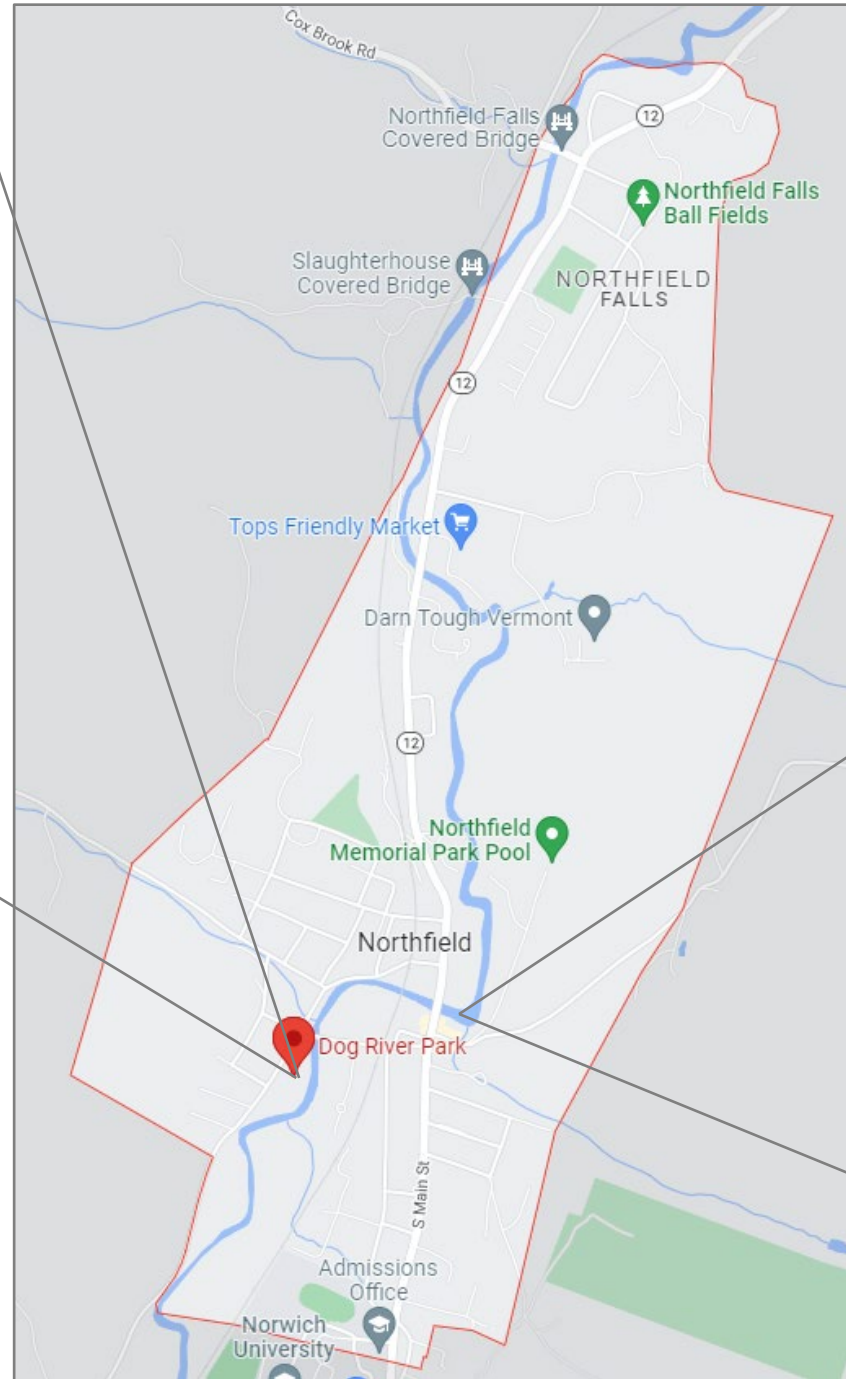 Cox Brook Rd
Northfield Falls
Covered Bridge
12
Northfield Falls
Ball Fields
Slaughterhouse
Covered Bridge
NORTHFIELD
FALLS
12
Tops Friendly Market
Darn Tough Vermont
12
Northfield
Memorial Park Pool
Northfield
Dog River Park
S Main St
Admissions
Office
Norwich
University